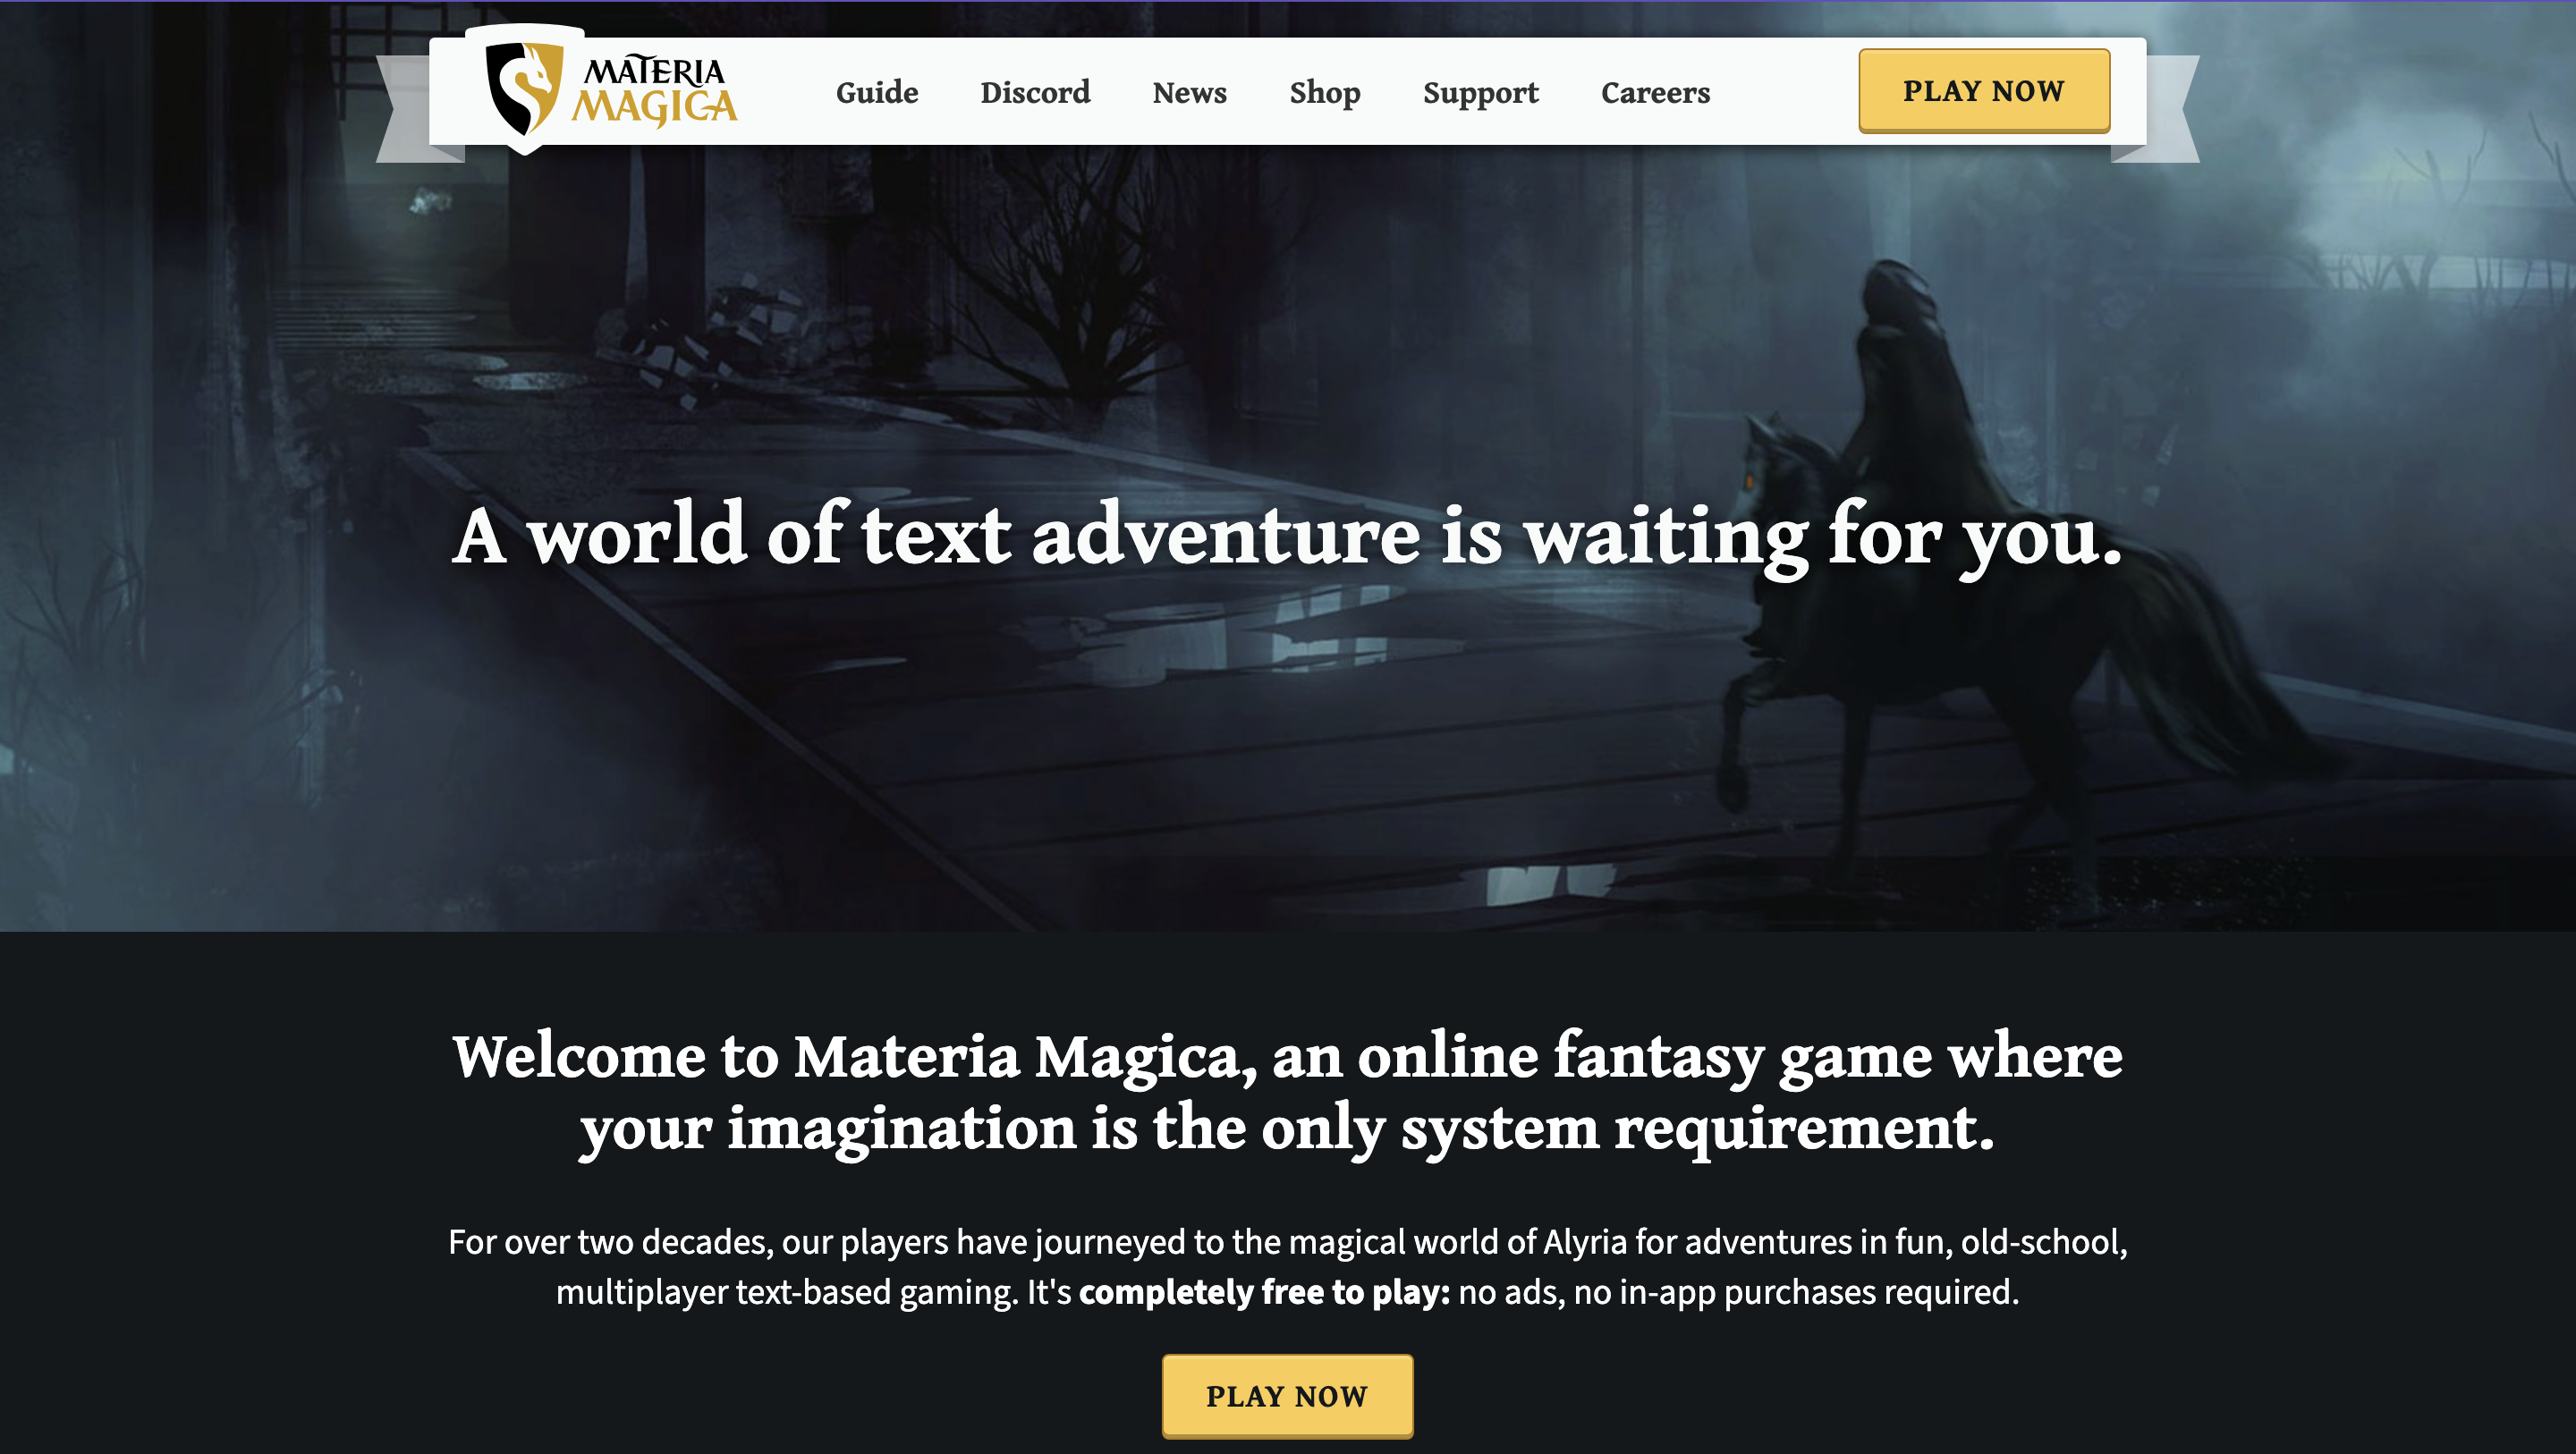 MATERIA
MAGICA
Guide Discord News Shop Support Careers PLAY NOW
A world of text adventure is waiting for you.
Welcome to Materia Magica, an online fantasy game where
your imagination is the only system requirement.
For over two decades, our players have journeyed to the magical world of Alyria for adventures in fun, old-school,
multiplayer text-based gaming. It's completely free to play: no ads, no in-app purchases required.
PLAY NOW